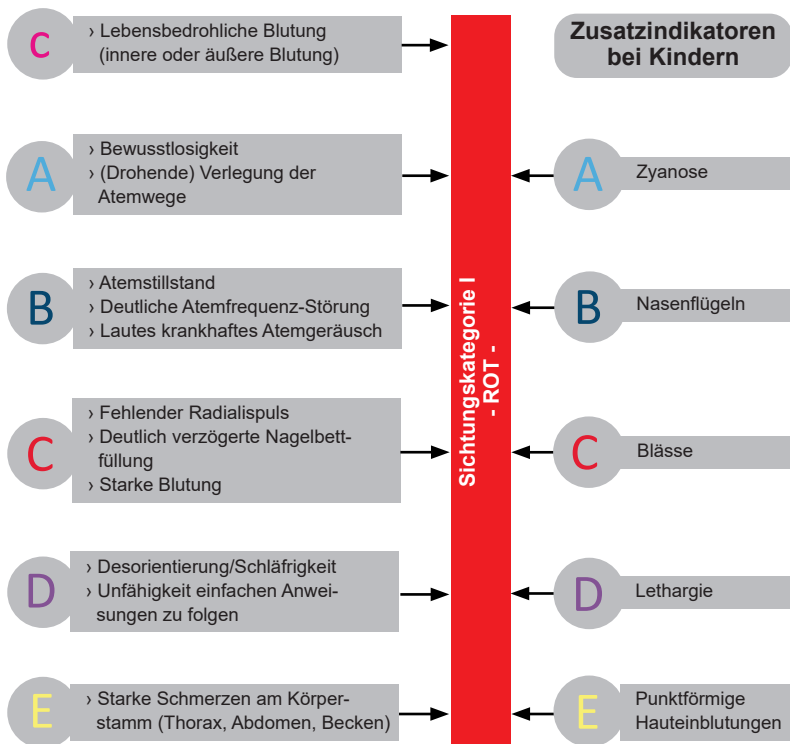 c
› Lebensbedrohliche Blutung
(innere oder äußere Blutung)
Zusatzindikatoren
bei Kindern
A
› Bewusstlosigkeit
› (Drohende) Verlegung der
Atemwege
A
Zyanose
B
› Atemstillstand
› Deutliche Atemfrequenz-Störung
› Lautes krankhaftes Atemgeräusch
B
Nasenflügeln
Sichtungskategorie I
- ROT -
C
› Fehlender Radialispuls
› Deutlich verzögerte Nagelbett-
füllung
› Starke Blutung
C
Blässe
D
› Desorientierung/Schläfrigkeit
› Unfähigkeit einfachen Anwei-
sungen zu folgen
D
Lethargie
E
› Starke Schmerzen am Körper-
stamm (Thorax, Abdomen, Becken)
E
Punktförmige
Hauteinblutungen